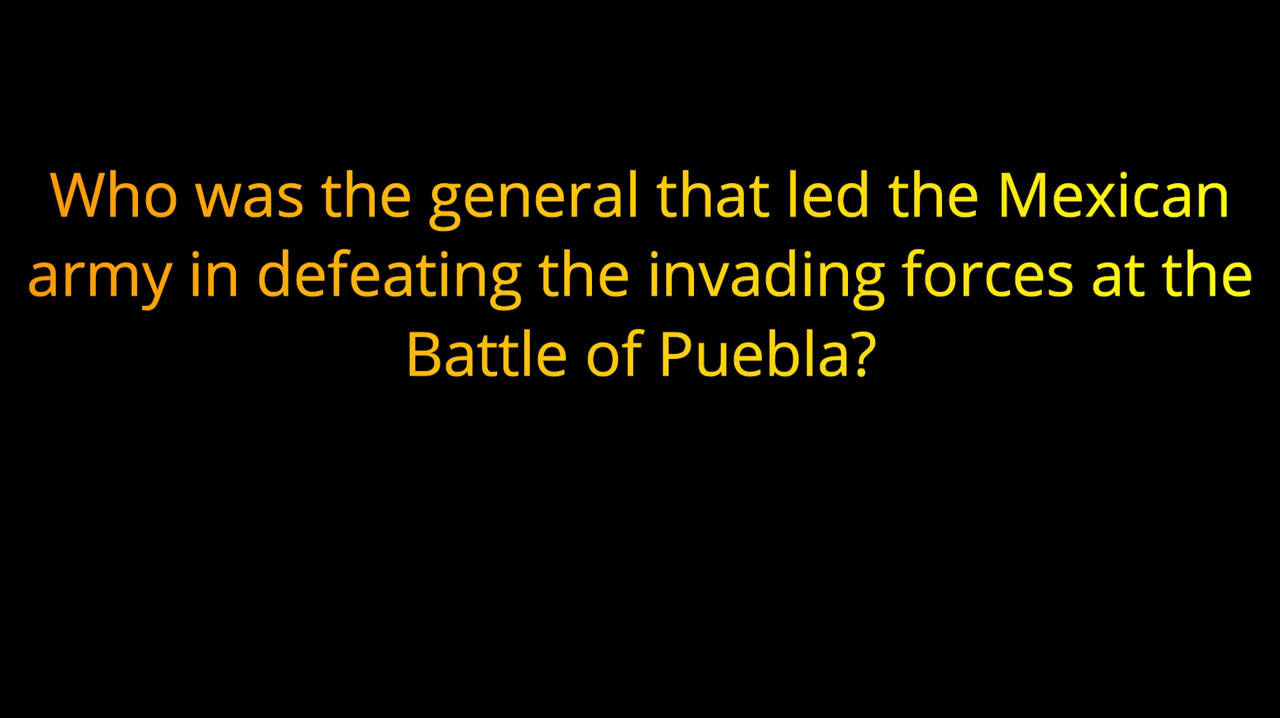 Who was the general that led the Mexican
army in defeating the invading forces at the
Battle of Puebla?